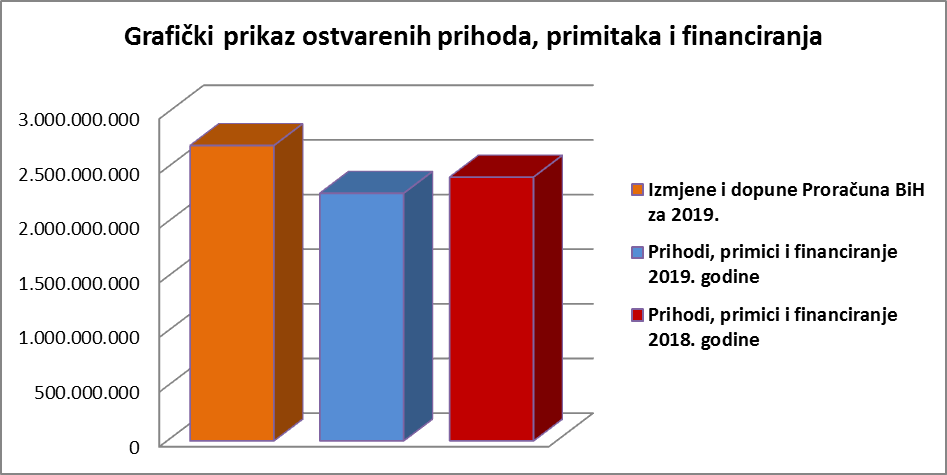 Grafički prikaz ostvarenih prihoda, primitaka i financiranja
3.000.000.000
2.500.000.000
2.000.000.000
1.500.000.000
1.000.000.000
500.000.000
0
Izmjene i dopune Proračuna BiH
za 2019.
Prihodi, primici i financiranje
2019. godine
Prihodi, primici i financiranje
2018. godine